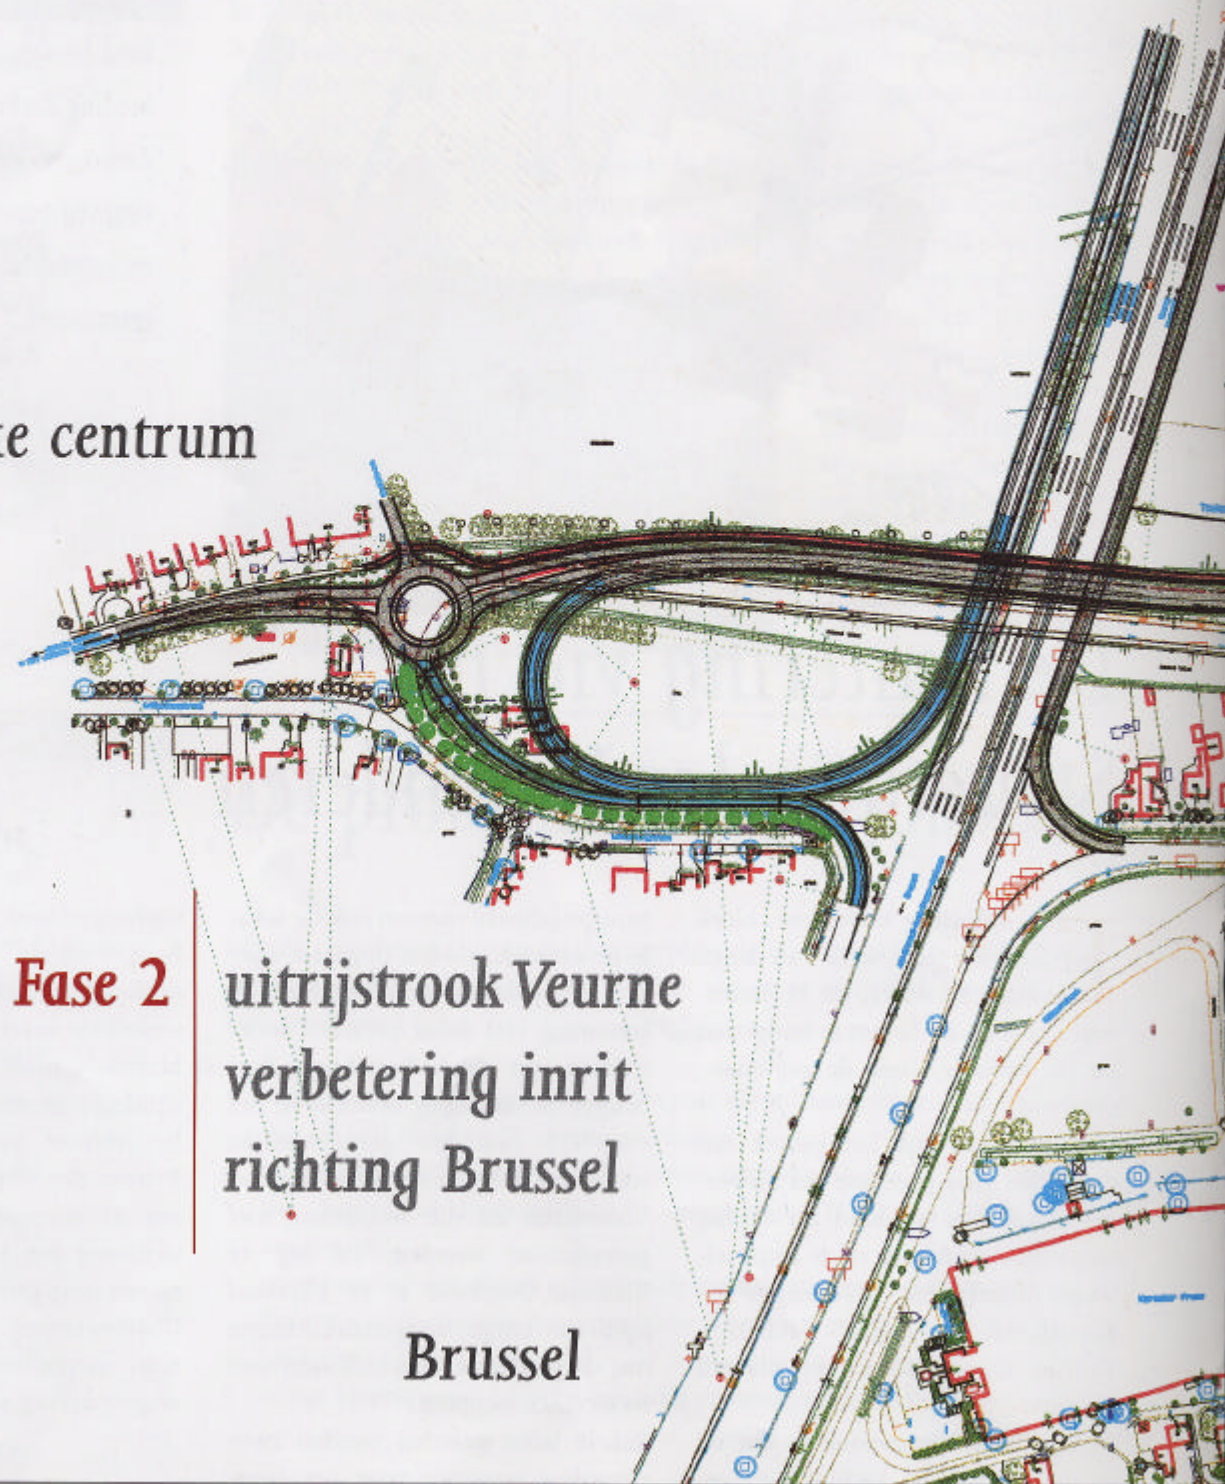 centrum
Fase 2
uitrijstrook Veurne
verbetering inrit
richting Brussel
Brussel